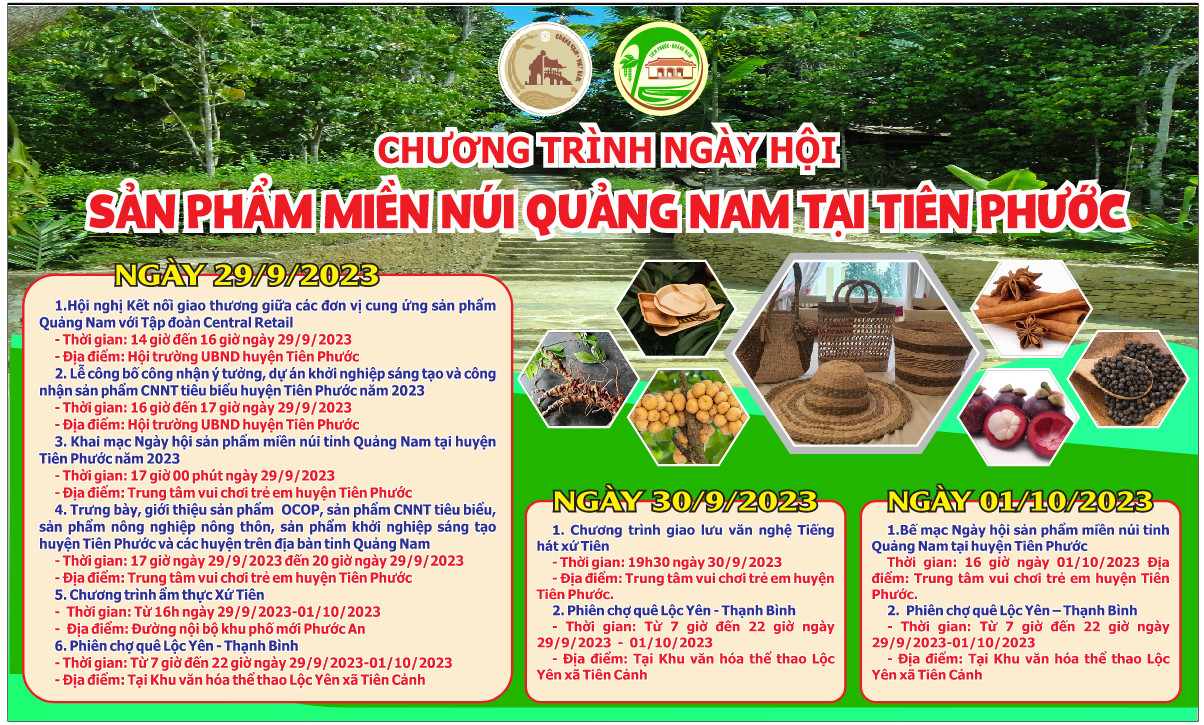 TIÊN PHƯỚC - QUẢNG NAM
CHƯƠNG TRÌNH NGÀY HỘI
SẢN PHẨM MIỀN NÚI QUẢNG NAM TẠI TIÊN PHƯỚC
NGÀY 29/9/2023
1.Hội nghị Kết nối giao thương giữa các đơn vị cung ứng sản phẩm
Quảng Nam với Tập đoàn Central Retail
- Thời gian: 14 giờ đến 16 giờ ngày 29/9/2023
- Địa điểm: Hội trường UBND huyện Tiên Phước
2. Lễ công bố công nhận ý tưởng, dự án khởi nghiệp sáng tạo và công
nhận sản phẩm CNNT tiêu biểu huyện Tiên Phước năm 2023
- Thời gian: 16 giờ đến 17 giờ ngày 29/9/2023
- Địa điểm: Hội trường UBND huyện Tiên Phước
3. Khai mạc Ngày hội sản phẩm miền núi tỉnh Quảng Nam tại huyện
Tiên Phước năm 2023
- Thời gian: 17 giờ 00 phút ngày 29/9/2023
- Địa điểm: Trung tâm vui chơi trẻ em huyện Tiên Phước
4. Trưng bày, giới thiệu sản phẩm OCOP, sản phẩm CNNT tiêu biểu,
sản phẩm nông nghiệp nông thôn, sản phẩm khởi nghiệp sáng tạo
huyện Tiên Phước và các huyện trên địa bàn tỉnh Quảng Nam
- Thời gian: 17 giờ ngày 29/9/2023 đến 20 giờ ngày 29/9/2023
- Địa điểm: Trung tâm vui chơi trẻ em huyện Tiên Phước
5. Chương trình ẩm thực Xứ Tiên
- Thời gian: Từ 16h ngày 29/9/2023-01/10/2023
- Địa điểm: Đường nội bộ khu phố mới Phước An
6. Phiên chợ quê Lộc Yên - Thạnh Bình
- Thời gian: Từ 7 giờ đến 22 giờ ngày 29/9/2023-01/10/2023
- Địa điểm: Tại Khu văn hóa thể thao Lộc Yên xã Tiên Cảnh
NGÀY 30/9/2023
1. Chương trình giao lưu văn nghệ Tiếng
hát xứ Tiên
- Thời gian: 19h30 ngày 30/9/2023
- Địa điểm: Trung tâm vui chơi trẻ em huyện
Tiên Phước.
2. Phiên chợ quê Lộc Yên - Thạnh Bình
- Thời gian: Từ 7 giờ đến 22 giờ ngày
29/9/2023 - 01/10/2023
- Địa điểm: Tại Khu văn hóa thể thao Lộc
Yên xã Tiên Cảnh
NGÀY 01/10/2023
1.Bế mạc Ngày hội sản phẩm miền núi tỉnh
Quảng Nam tại huyện Tiên Phước
Thời gian: 16 giờ ngày 01/10/2023 Địa
điểm: Trung tâm vui chơi trẻ em huyện Tiên
Phước.
2. Phiên chợ quê Lộc Yên – Thạnh Bình
- Thời gian: Từ 7 giờ đến 22 giờ ngày
29/9/2023-01/10/2023
- Địa điểm: Tại Khu văn hóa thể thao Lộc
Yên xã Tiên Cảnh